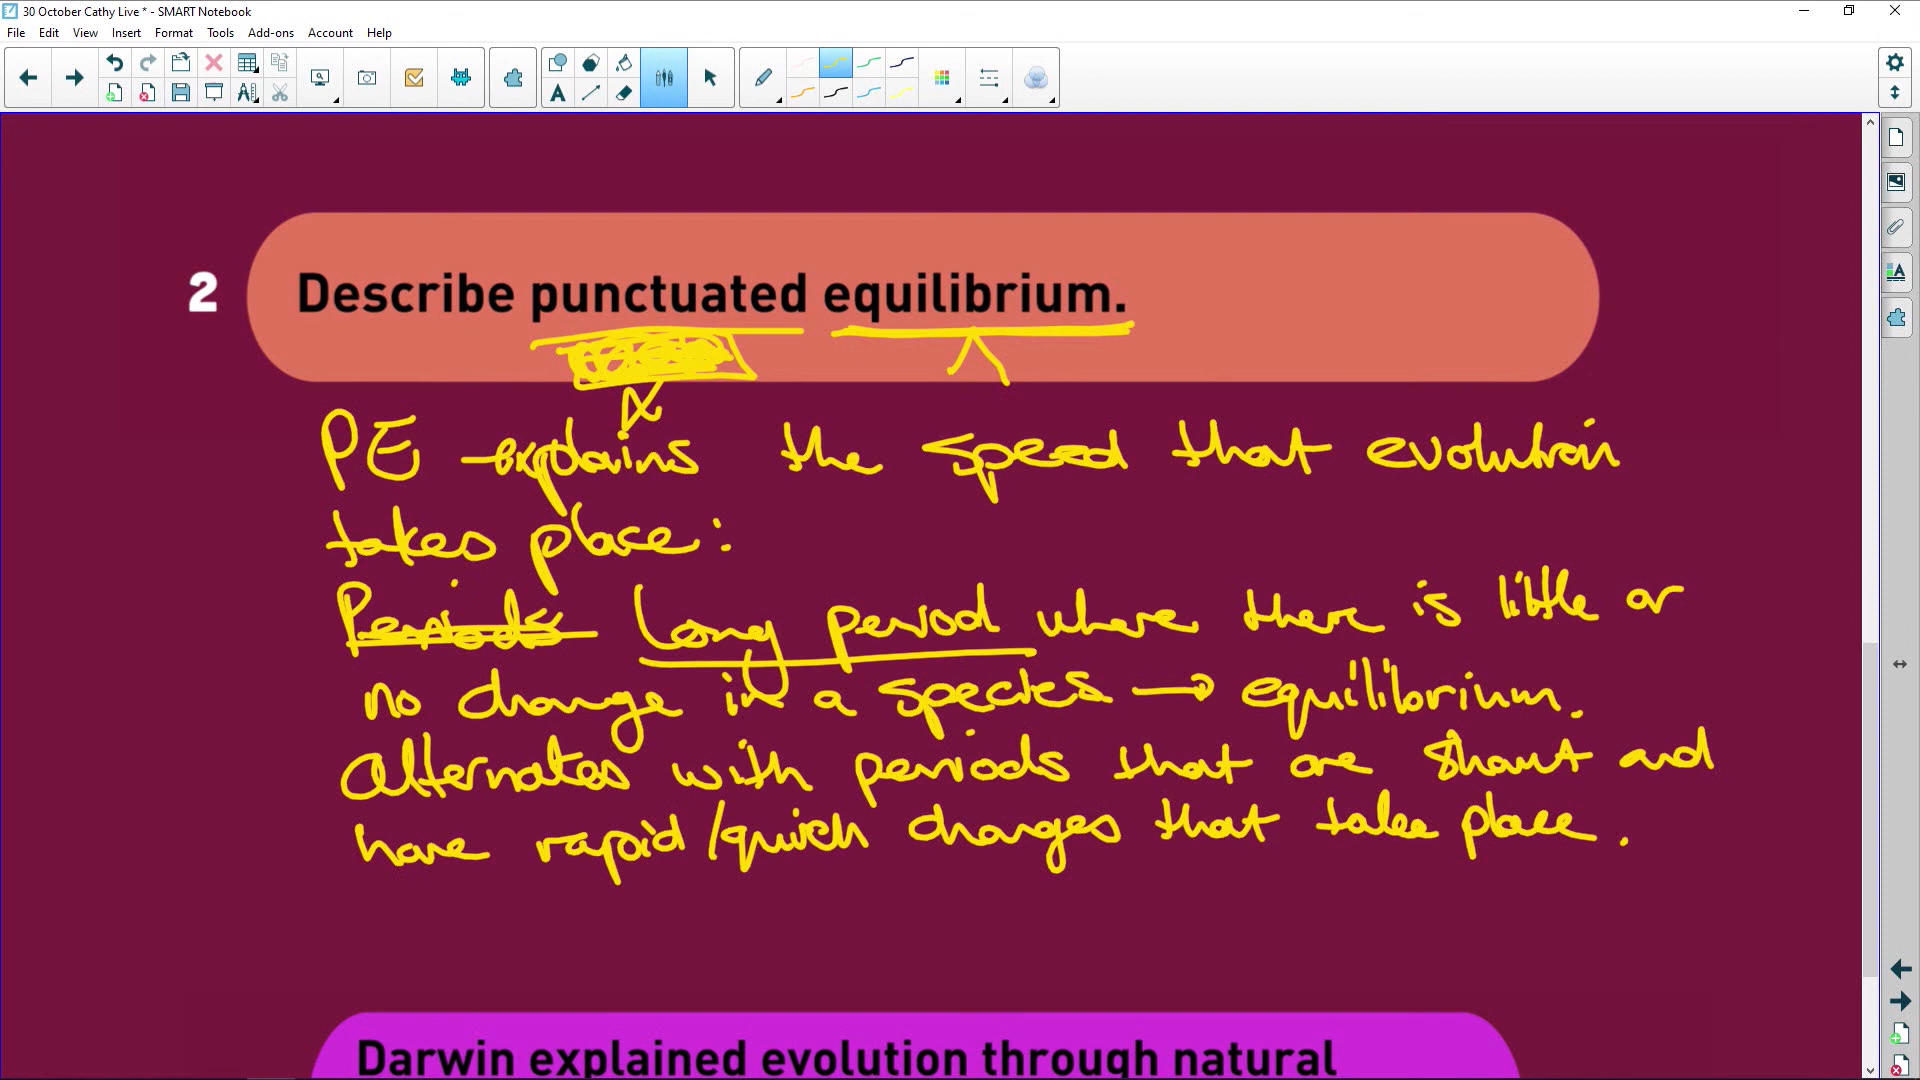 30 October Cathy Live * - SMART Notebook
File Edit View Insert Format Tools Add-ons Account Help
2 Describe punctuated equilibrium.
PE explains the speed that evolution
takes place:
Periods Long period where there is little or
no change in a species → equilibrium.
Alternates with periods that are short and
have rapid/quick changes that take place.
Darwin explained evolution through natural